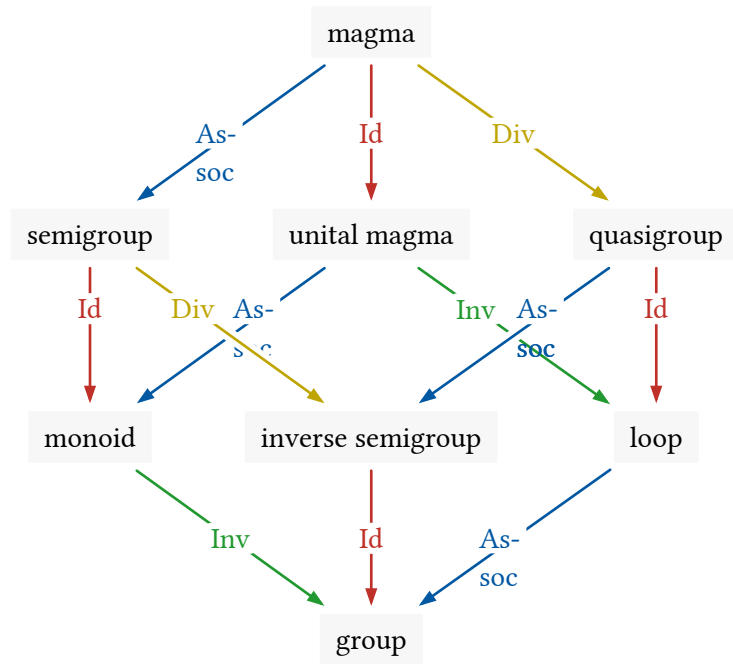 magma
As-
soc
Id
Div
semigroup
unital magma
quasigroup
Id
Div
As-
soc
Inv
As-
soc
Id
monoid
inverse semigroup
loop
Inv
Id
As-
soc
group